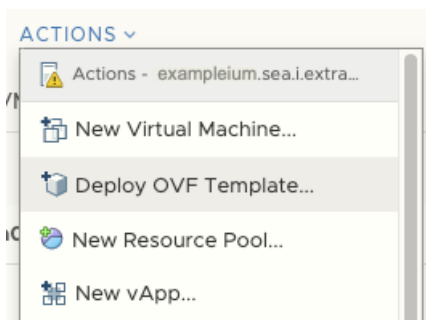 ACTIONS
Actions - exampleium.sea.i.extra...
New Virtual Machine...
Deploy OVF Template...
New Resource Pool...
New vApp...